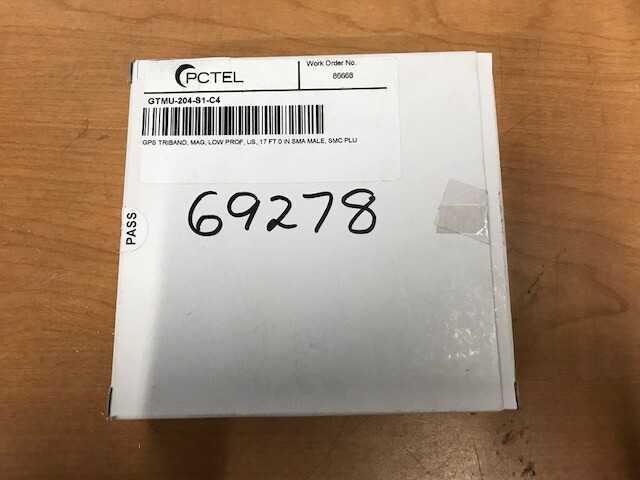 PCTEL
Work Order No.
86668
GTMU-204-S1-C4
GPS TRIBAND, MAG, LOW PROF, US, 17 FT 0 IN SMA MALE, SMC PLU
69278
PASS